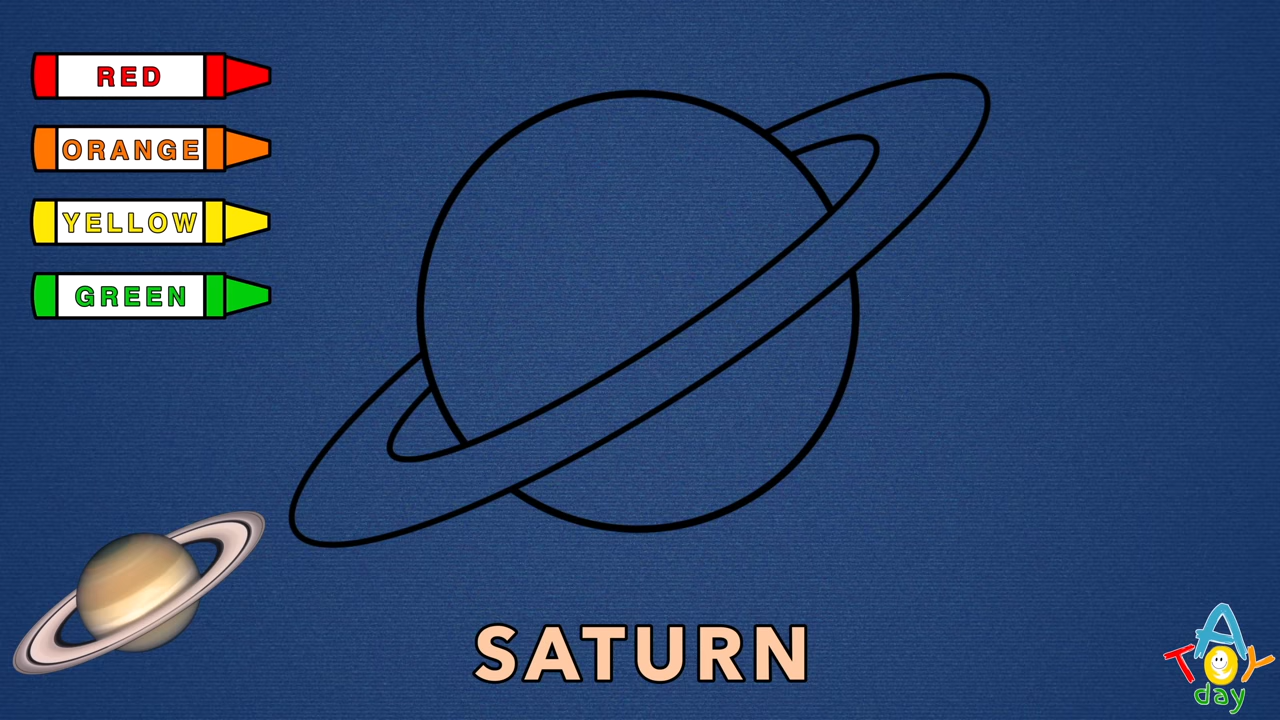 RED
ORANGE
YELLOW
GREEN
SATURN
A
TOY
day